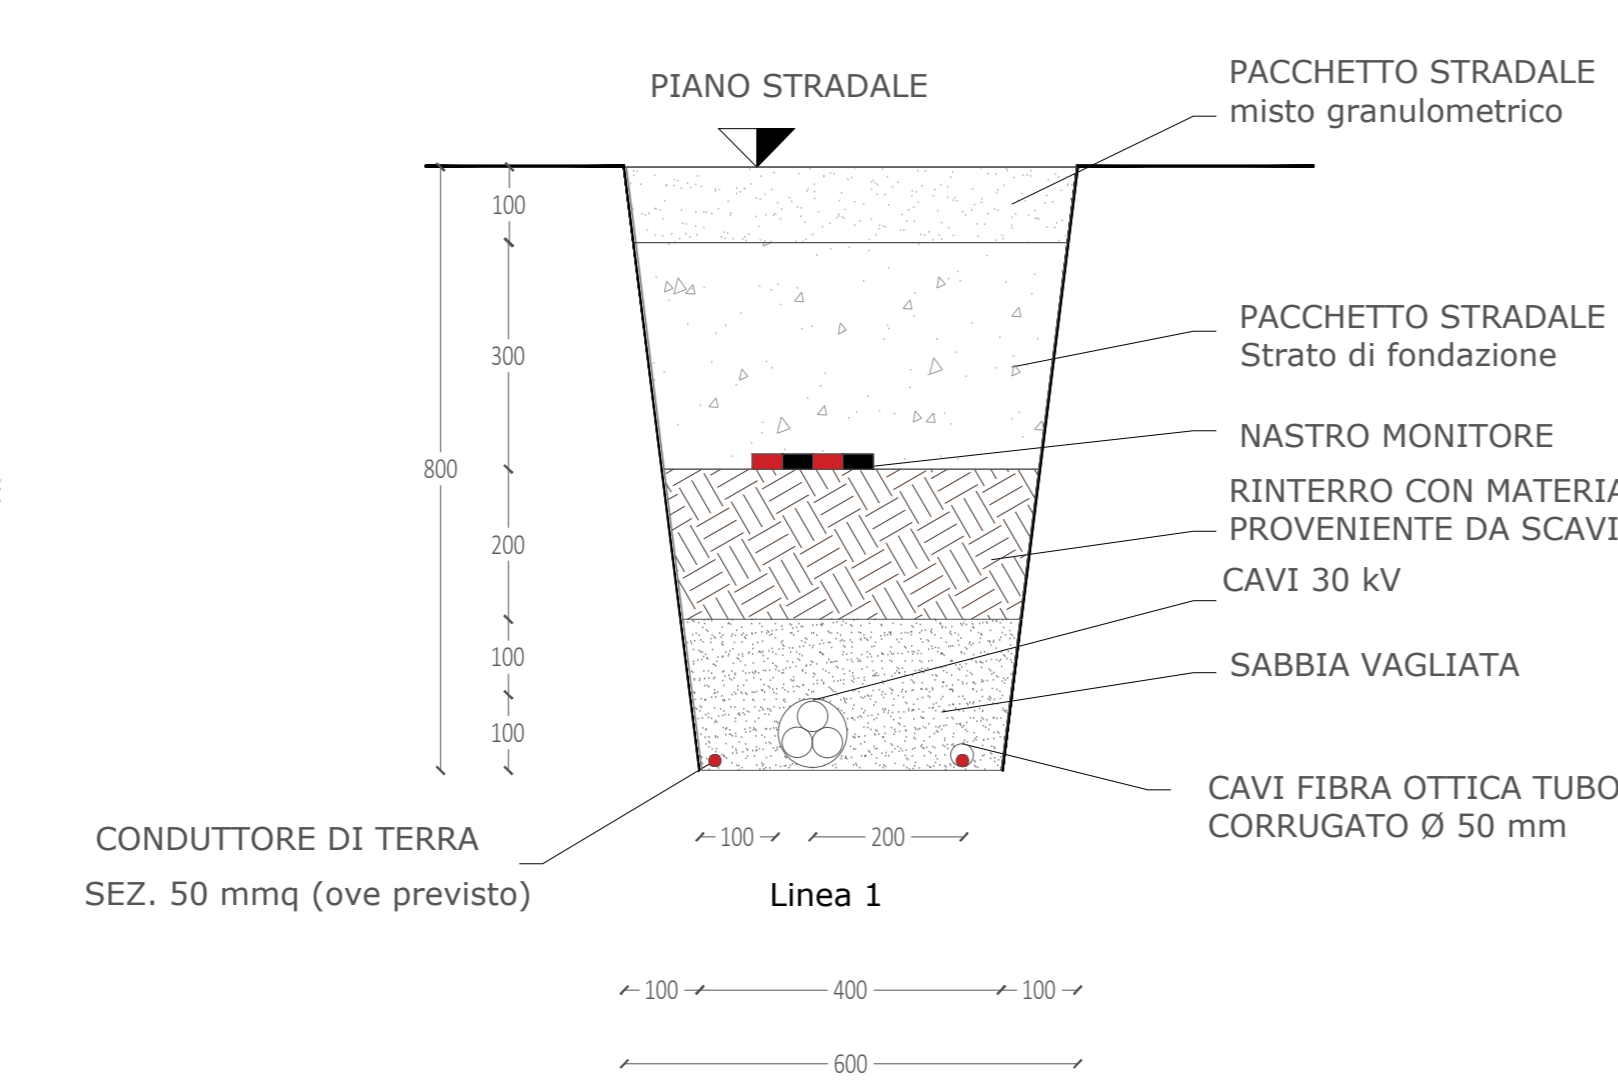 PIANO STRADALE
PACCHETTO STRADALE
misto granulometrico
100
300
800
200
100
100
PACCHETTO STRADALE
Strato di fondazione
NASTRO MONITORE
RINTERRO CON MATERIA
PROVENIENTE DA SCAVI
CAVI 30 kV
SABBIA VAGLIATA
CAVI FIBRA OTTICA TUBO
CORRUGATO Ø 50 mm
CONDUTTORE DI TERRA
SEZ. 50 mmq (ove previsto)
100 200
Linea 1
100 400 100
600